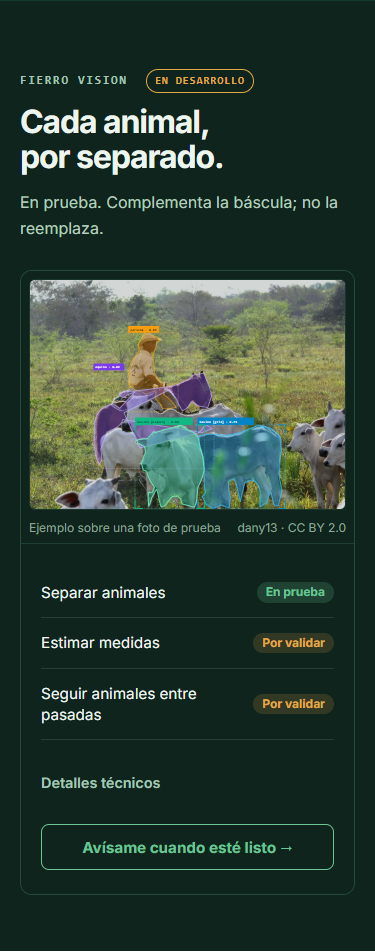 FIERRO VISION
EN DESARROLLO
Cada animal,
por separado.
En prueba. Complementa la báscula; no la
reemplaza.
Ejemplo sobre una foto de prueba
dany13 · CC BY 2.0
Separar animales
En prueba
Estimar medidas
Por validar
Seguir animales entre
pasadas
Por validar
Detalles técnicos
Avísame cuando esté listo →